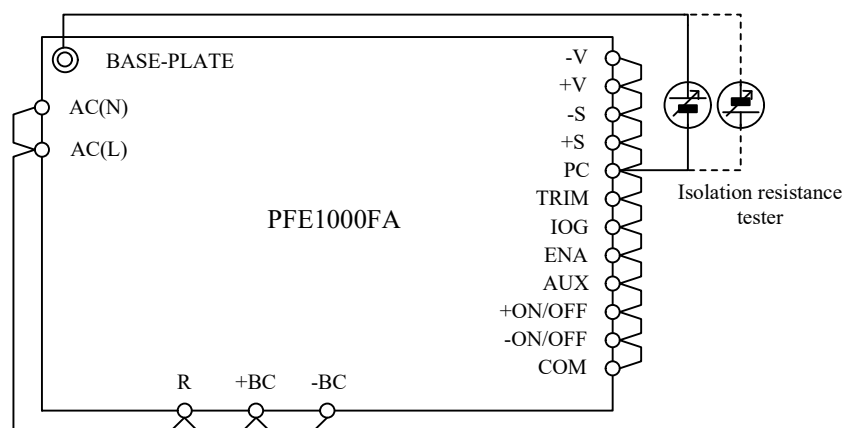 BASE-PLATE
AC(N)
AC(L)
PFE1000FA
-V
+V
-S
+S
PC
TRIM
IOG
ENA
AUX
+ON/OFF
-ON/OFF
COM
Isolation resistance
tester
R
+BC
-BC